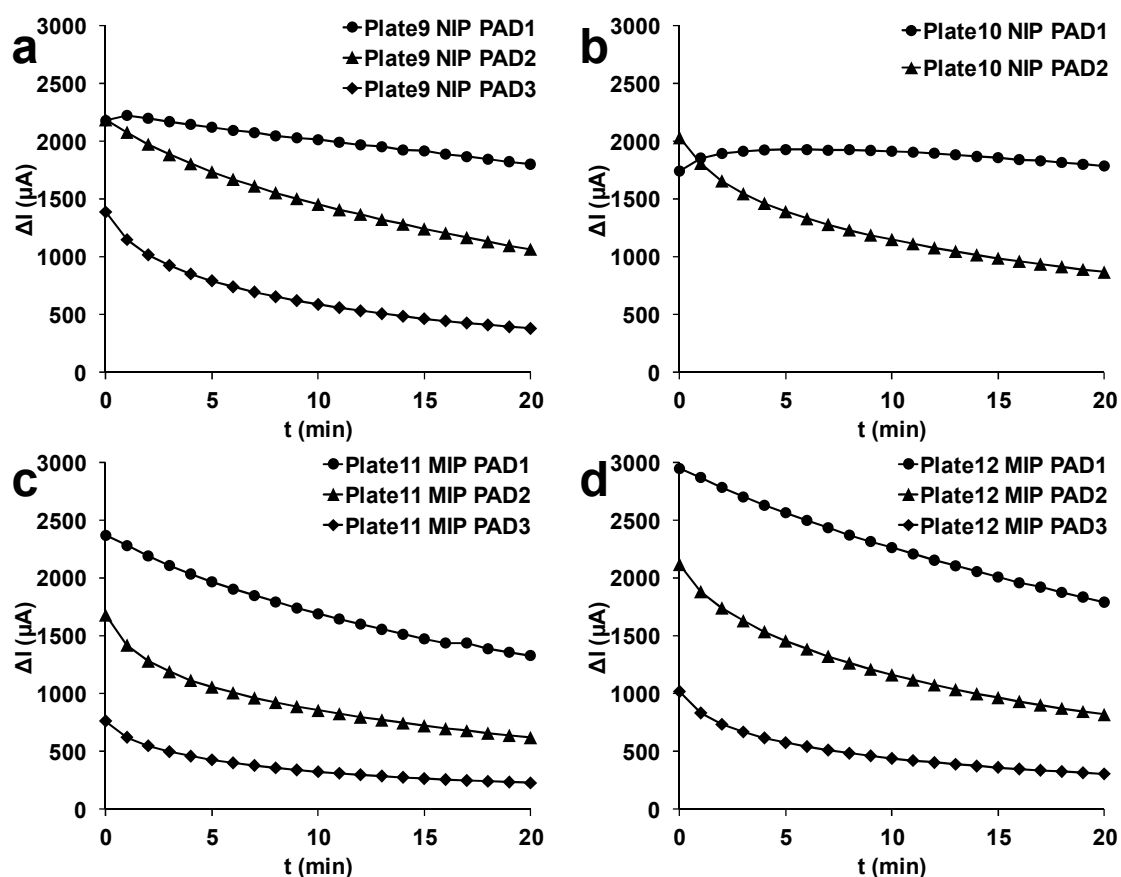 a
Plate9 NIP PAD1
Plate9 NIP PAD2
Plate9 NIP PAD3
3000
2500
2000
1500
1000
500
0
ΔI (µA)
0 5 10 15 20
t (min)
b
Plate10 NIP PAD1
Plate10 NIP PAD2
3000
2500
2000
1500
1000
500
0
ΔI (µA)
0 5 10 15 20
t (min)
c
Plate11 MIP PAD1
Plate11 MIP PAD2
Plate11 MIP PAD3
3000
2500
2000
1500
1000
500
0
ΔI (µA)
0 5 10 15 20
t (min)
d
Plate12 MIP PAD1
Plate12 MIP PAD2
Plate12 MIP PAD3
3000
2500
2000
1500
1000
500
0
ΔI (µA)
0 5 10 15 20
t (min)